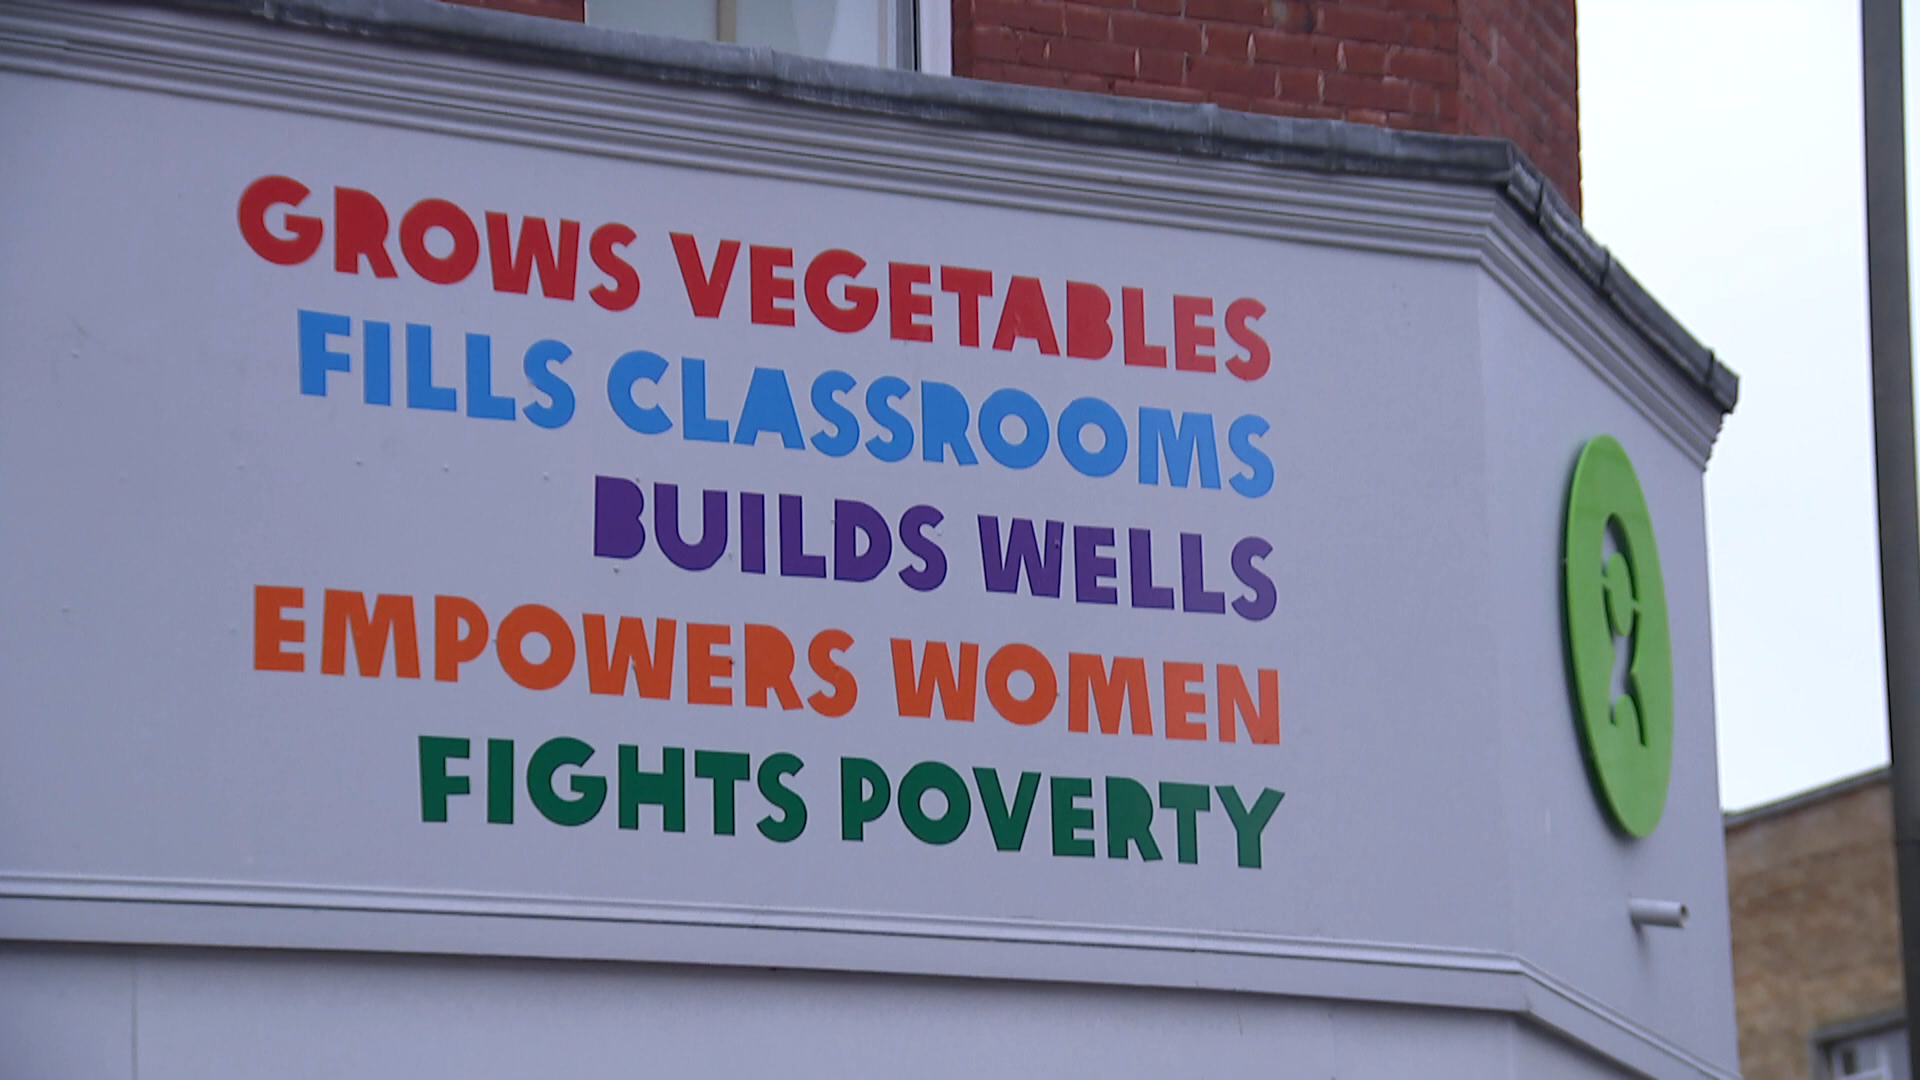 GROWS VEGETABLES
FILLS CLASSROOMS
BUILDS WELLS
EMPOWERS WOMEN
FIGHTS POVERTY